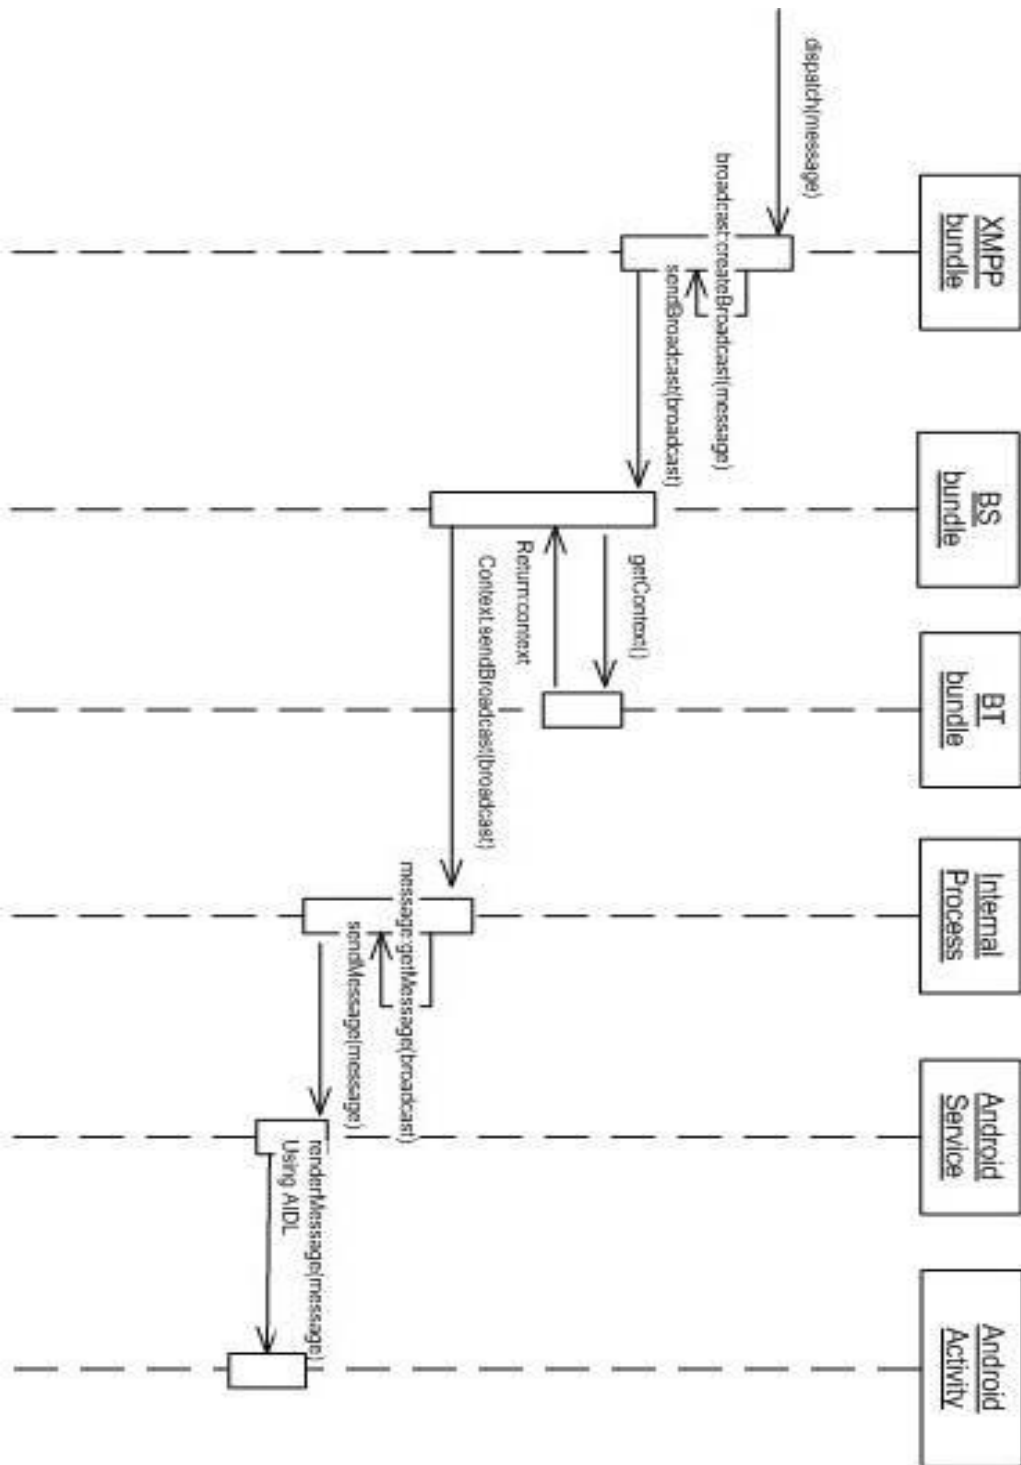 XMPP
bundle
BS
bundle
BT
bundle
Internal
Process
Android
Service
Android
Activity
dispatch(message)
broadcast:createBroadcast(message)
sendBroadcast(broadcast)
getContext()
Return:context
Context.sendBroadcast(broadcast)
message:getMessage(broadcast)
sendMessage(message)
renderMessage(message)
Using AIDL